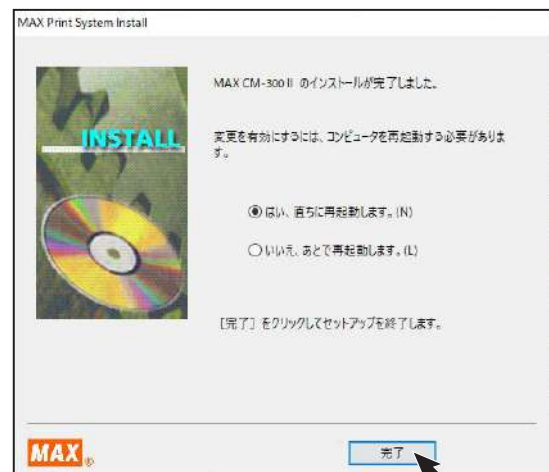 MAX Print System Install
INSTALL
MAX CM-300Ⅱ のインストールが完了しました。
変更を有効にするには、コンピュータを再起動する必要がありま
す。
はい、直ちに再起動します。(N)
いいえ、あとで再起動します。(L)
[完了] をクリックしてセットアップを終了します。
MAX®
完了